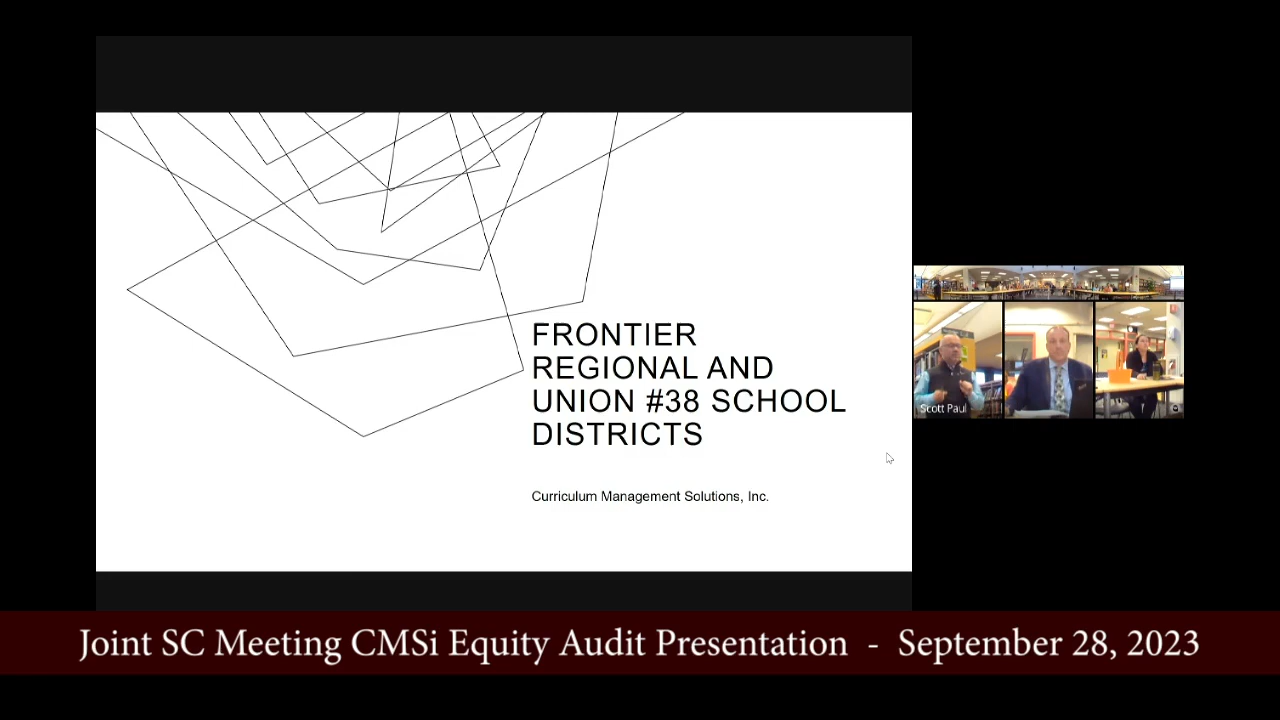 FRONTIER
REGIONAL AND
UNION #38 SCHOOL
DISTRICTS
Curriculum Management Solutions, Inc.
Scott Paul
Joint SC Meeting CMSi Equity Audit Presentation - September 28, 2023